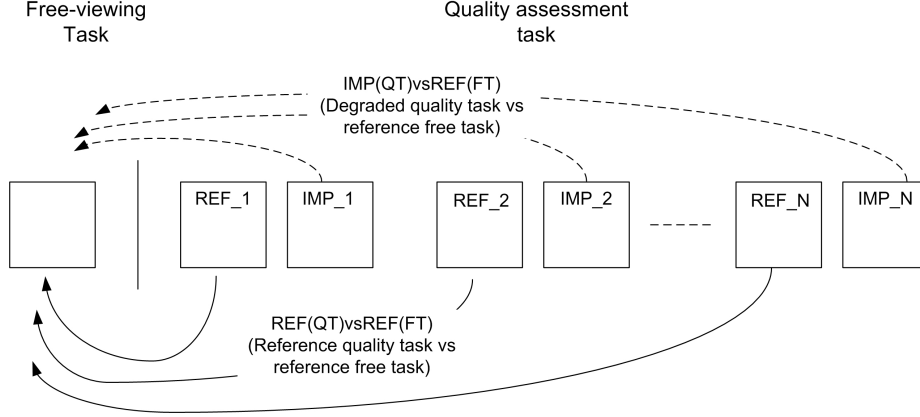 Free-viewing
Task
Quality assessment
task
IMP(QT)vsREF(FT)
(Degraded quality task vs
reference free task)
REF_1
IMP_1
REF_2
IMP_2
REF_N
IMP_N
REF(QT)vsREF(FT)
(Reference quality task vs
reference free task)